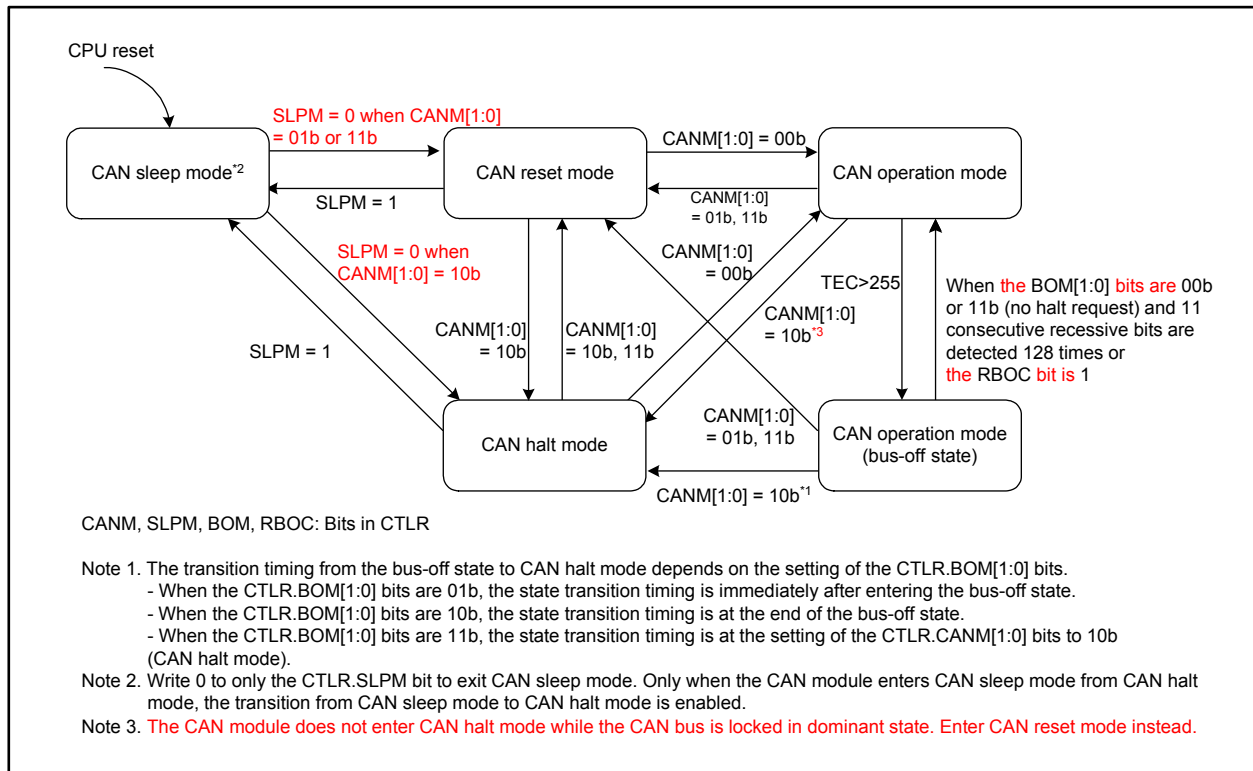 CPU reset
SLPM = 0 when CANM[1:0]
= 01b or 11b
CANM[1:0] = 00b
CAN sleep mode*2
CAN reset mode
CAN operation mode
SLPM = 1
CANM[1:0]
= 01b, 11b
SLPM = 0 when
CANM[1:0] = 10b
CANM[1:0]
= 00b
TEC>255
When the BOM[1:0] bits are 00b
or 11b (no halt request) and 11
consecutive recessive bits are
detected 128 times or
the RBOC bit is 1
SLPM = 1
CANM[1:0]
= 10b
CANM[1:0]
= 10b, 11b
CANM[1:0]
= 10b*3
CAN halt mode
CANM[1:0]
= 01b, 11b
CAN operation mode
(bus-off state)
CANM[1:0] = 10b*1
CANM, SLPM, BOM, RBOC: Bits in CTLR
Note 1. The transition timing from the bus-off state to CAN halt mode depends on the setting of the CTLR.BOM[1:0] bits.
- When the CTLR.BOM[1:0] bits are 01b, the state transition timing is immediately after entering the bus-off state.
- When the CTLR.BOM[1:0] bits are 10b, the state transition timing is at the end of the bus-off state.
- When the CTLR.BOM[1:0] bits are 11b, the state transition timing is at the setting of the CTLR.CANM[1:0] bits to 10b
(CAN halt mode).
Note 2. Write 0 to only the CTLR.SLPM bit to exit CAN sleep mode. Only when the CAN module enters CAN sleep mode from CAN halt
mode, the transition from CAN sleep mode to CAN halt mode is enabled.
Note 3. The CAN module does not enter CAN halt mode while the CAN bus is locked in dominant state. Enter CAN reset mode instead.